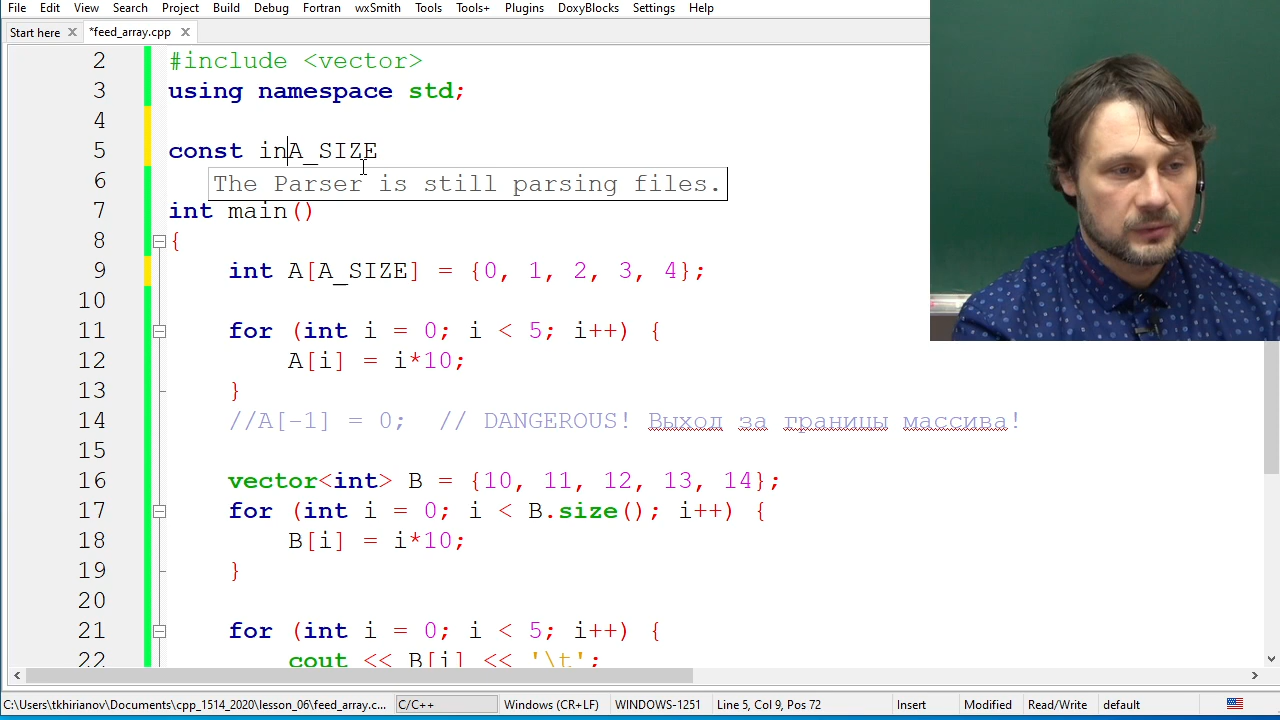 File Edit View Search Project Build Debug Fortran wxSmith Tools Tools+ Plugins DoxyBlocks Settings Help
Start here *feed_array.cpp
2 #include <vector>
3 using namespace std;
4
5 const inA_SIZE
6 The Parser is still parsing files.
7 int main()
8 {
9 int A[A_SIZE] = {0, 1, 2, 3, 4};
10
11 for (int i = 0; i < 5; i++) {
12 A[i] = i*10;
13 }
14 //A[-1] = 0; // DANGEROUS! Выход за границы массива!
15
16 vector<int> B = {10, 11, 12, 13, 14};
17 for (int i = 0; i < B.size(); i++) {
18 B[i] = i*10;
19 }
20
21 for (int i = 0; i < 5; i++) {
22 cout << B[i] << '\t';
C:\Users\tkhirianov\Documents\cpp_1514_2020\lesson_06\feed_array.c... C/C++ Windows (CR+LF) WINDOWS-1251 Line 5, Col 9, Pos 72 Insert Modified Read/Write default